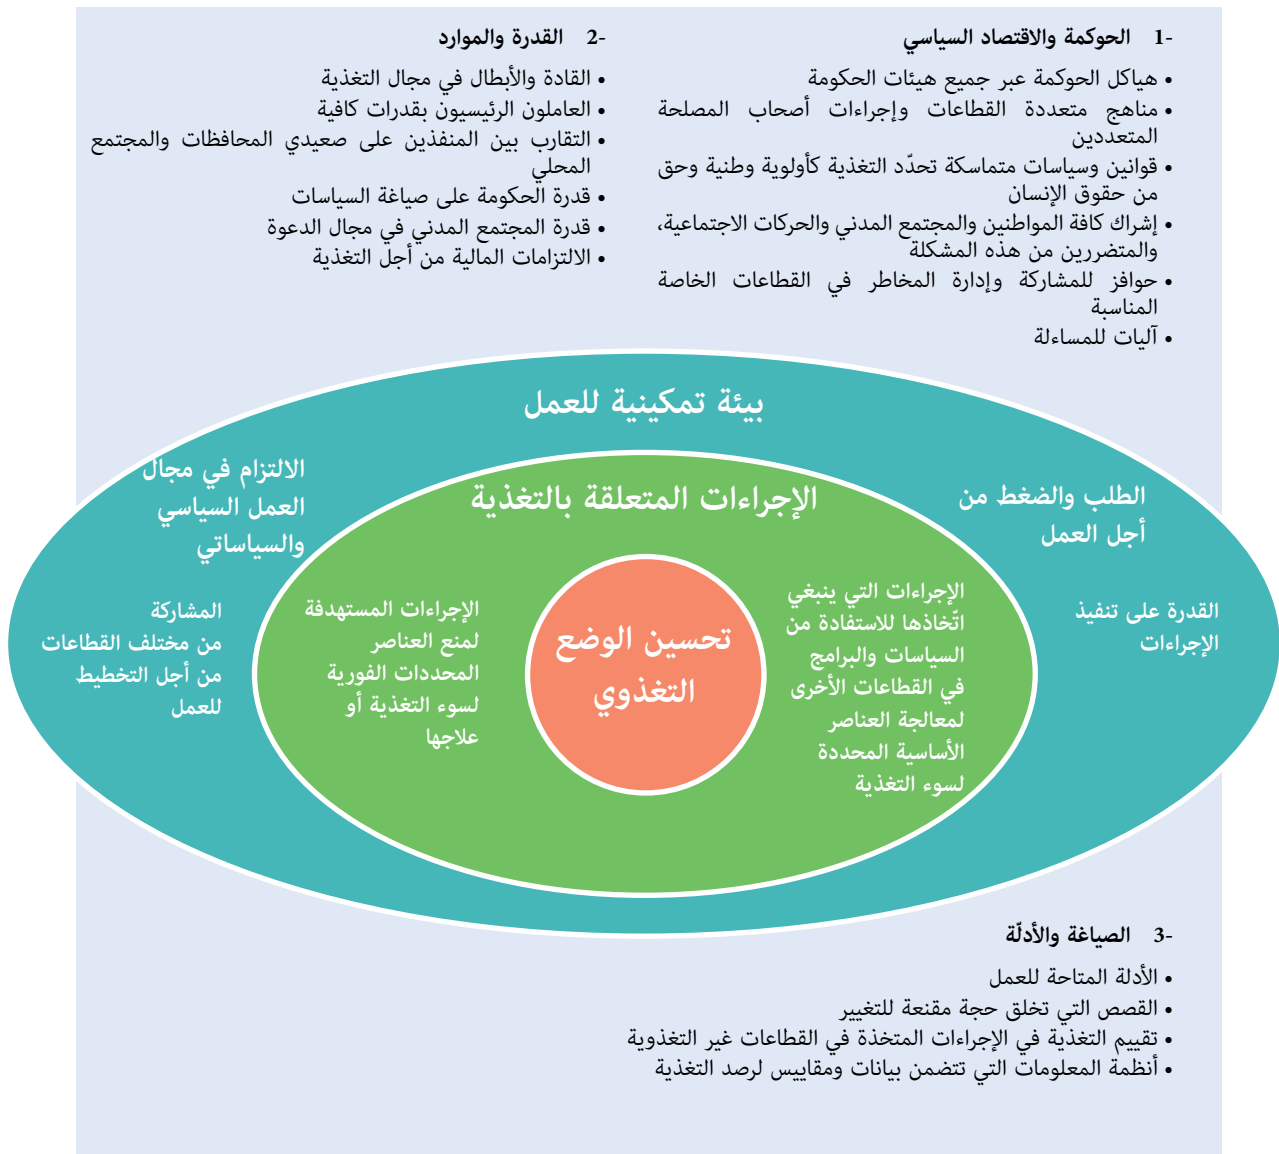 1- الحوكمة والاقتصاد السياسي
• هياكل الحوكمة عبر جميع هيئات الحكومة
• مناهج متعددة القطاعات وإجراءات أصحاب المصلحة
المتعددين
• قوانين وسياسات متماسكة تحدّد التغذية كأولوية وطنية وحق
من حقوق الإنسان
• إشراك كافة المواطنين والمجتمع المدني والحركات الاجتماعية،
والمتضررين من هذه المشكلة
• حوافز للمشاركة وإدارة المخاطر في القطاعات الخاصة
المناسبة
• آليات للمساءلة
2- القدرة والموارد
• القادة والأبطال في مجال التغذية
• العاملون الرئيسيون بقدرات كافية
• التقارب بين المنفذين على صعيدي المحافظات والمجتمع
المحلي
• قدرة الحكومة على صياغة السياسات
• قدرة المجتمع المدني في مجال الدعوة
• الالتزامات المالية من أجل التغذية
بيئة تمكينية للعمل
الطلب والضغط من
أجل العمل
القدرة على تنفيذ
الإجراءات
الالتزام في مجال
العمل السياسي
والسياساتي
المشاركة
من مختلف القطاعات
من أجل التخطيط
للعمل
الإجراءات المتعلقة بالتغذية
الإجراءات التي ينبغي
اتّخاذها للاستفادة من
السياسات والبرامج
في القطاعات الأخرى
لمعالجة العناصر
الأساسية المحددة
لسوء التغذية
الإجراءات المستهدفة
لمنع العناصر
المحددات الفورية
لسوء التغذية أو
علاجها
تحسين الوضع
التغذوي
3- الصياغة والأدلّة
• الأدلة المتاحة للعمل
• القصص التي تخلق حجة مقنعة للتغيير
• تقييم التغذية في الإجراءات المتخذة في القطاعات غير التغذوية
• أنظمة المعلومات التي تتضمن بيانات ومقاييس لرصد التغذية